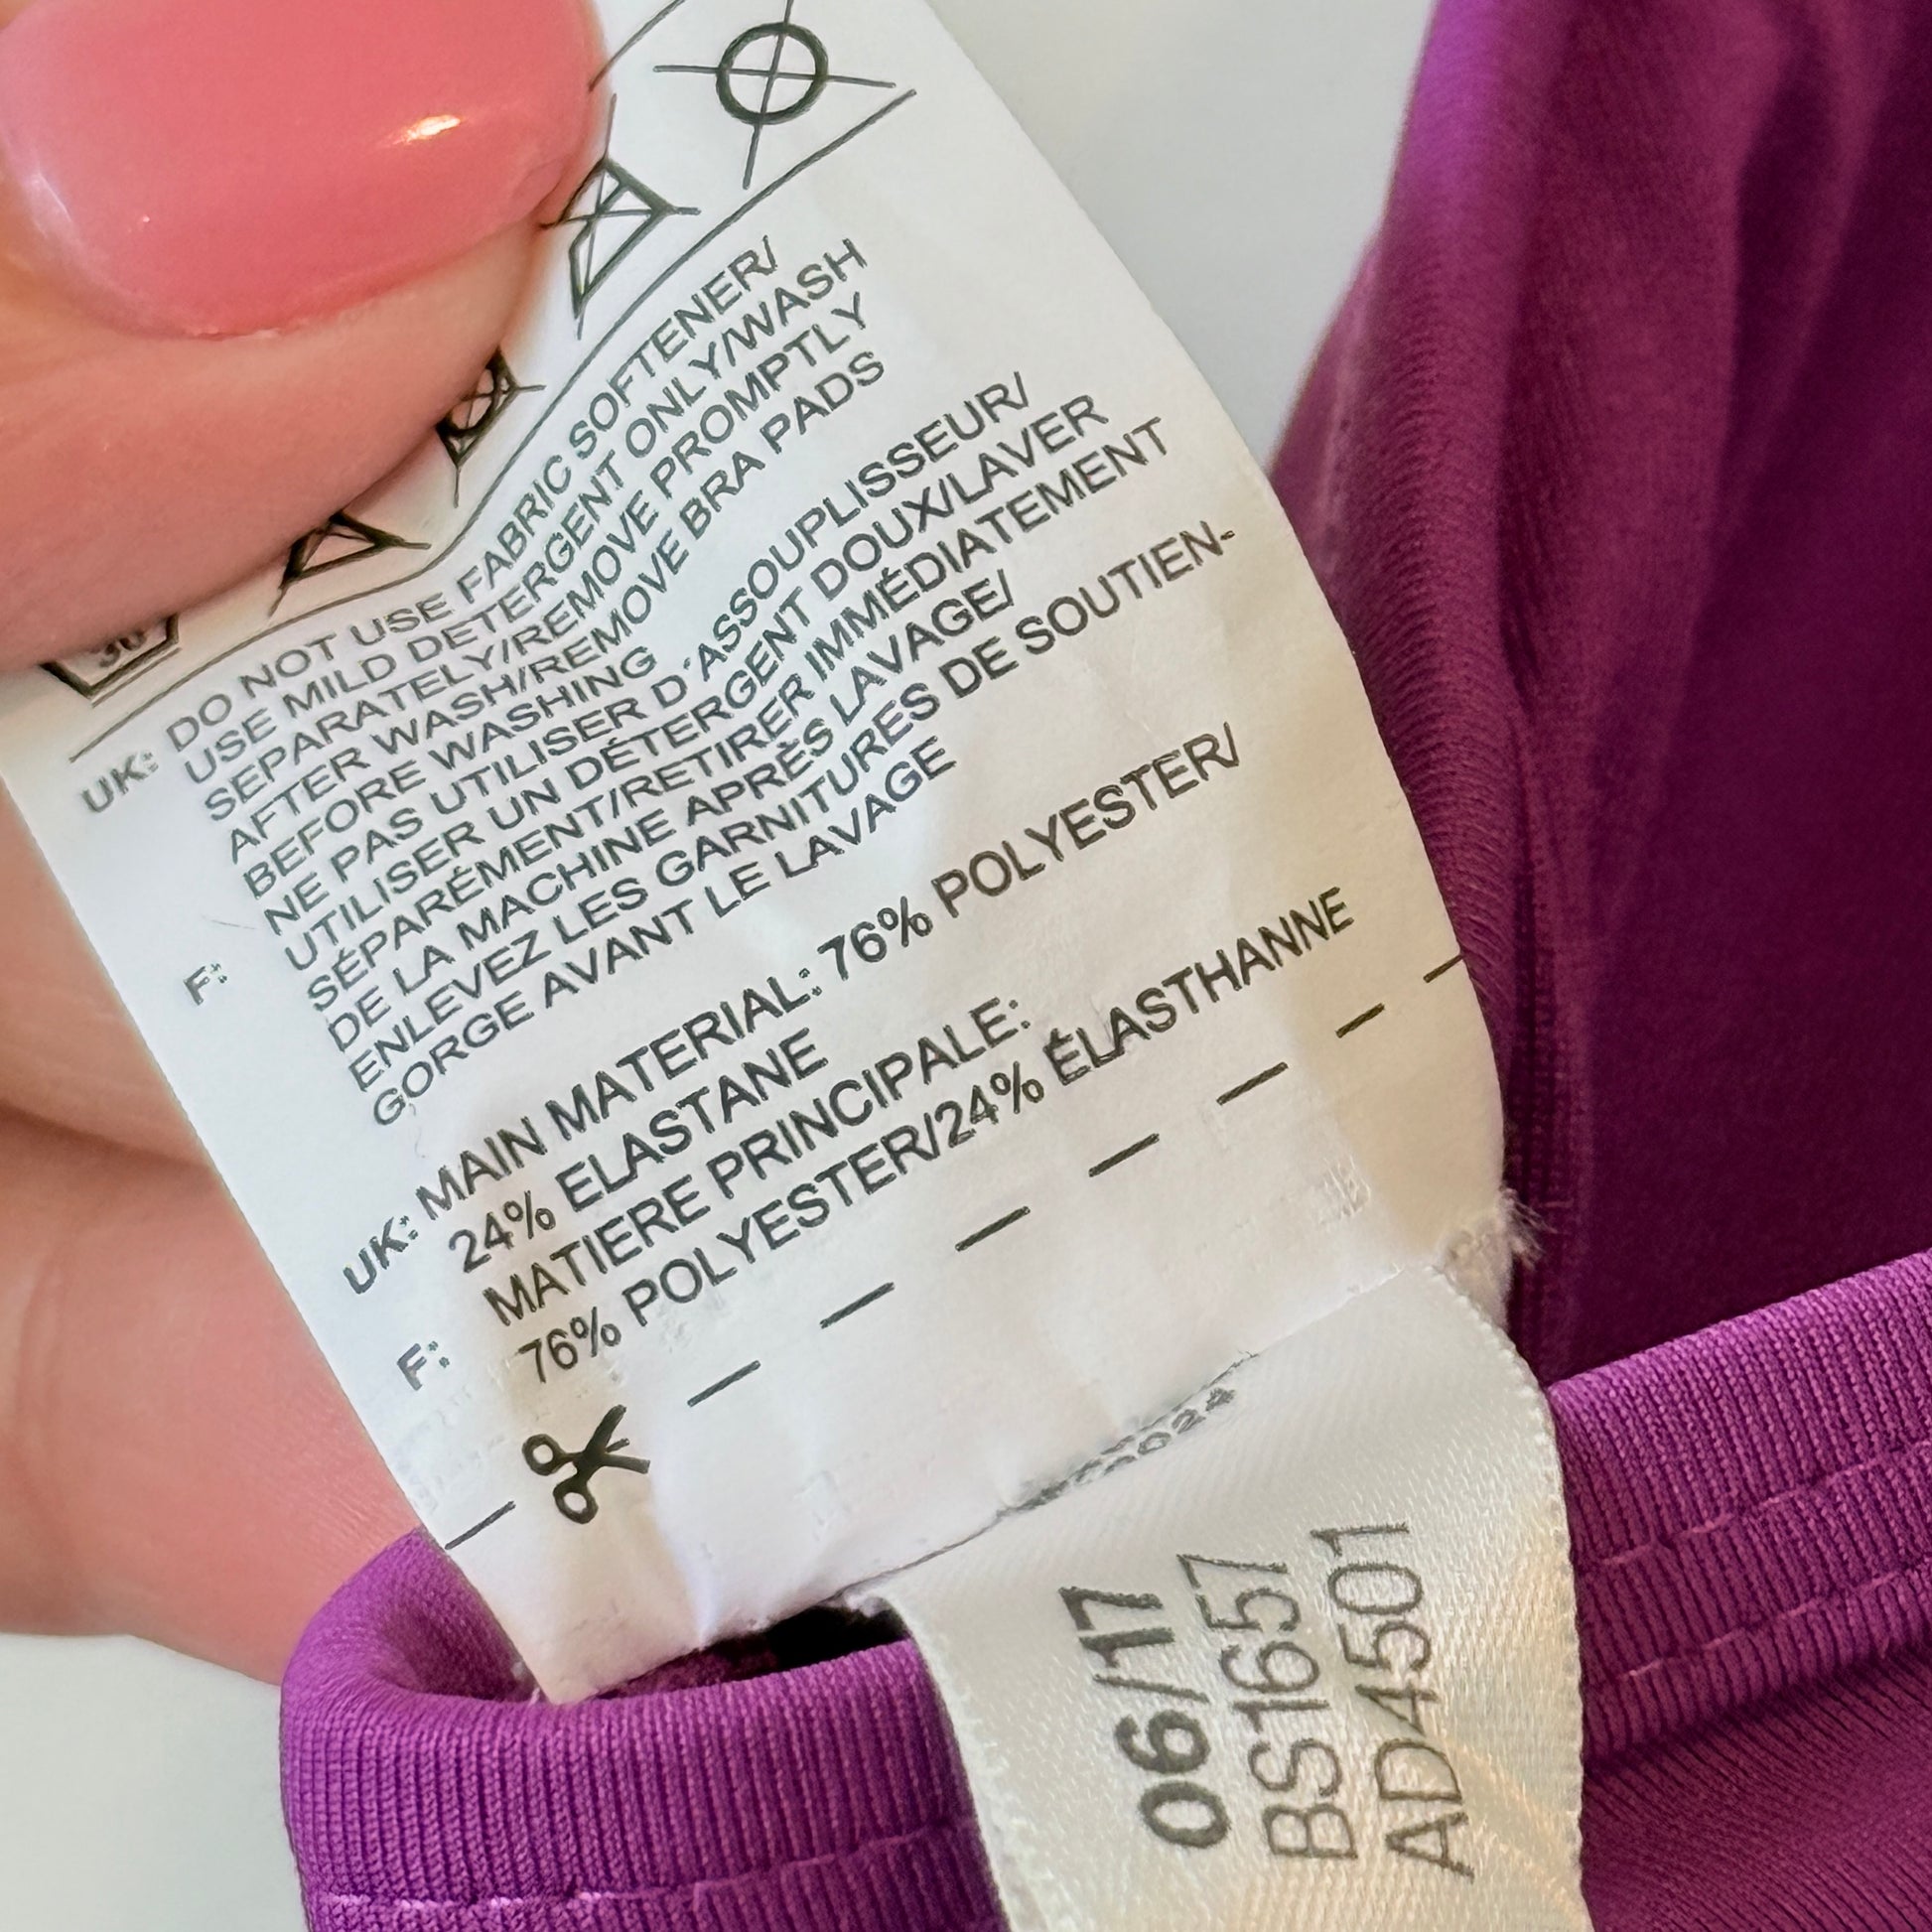 30
UK: DO NOT USE FABRIC SOFTENER/
USE MILD DETERGENT ONLY/WASH
SEPARATELY/REMOVE PROMPTLY
AFTER WASH/REMOVE BRA PADS
BEFORE WASHING
F: NE PAS UTILISER D´ASSOUPLISSEUR/
UTILISER UN DÉTERGENT DOUX/LAVER
SÉPARÉMENT/RETIRER IMMÉDIATEMENT
DE LA MACHINE APRÈS LAVAGE/
ENLEVEZ LES GARNITURES DE SOUTIEN-
GORGE AVANT LE LAVAGE
UK: MAIN MATERIAL: 76% POLYESTER/
24% ELASTANE
F: MATIERE PRINCIPALE:
76% POLYESTER/24% ÉLASTHANNE
06/17
BS1657
AD4501